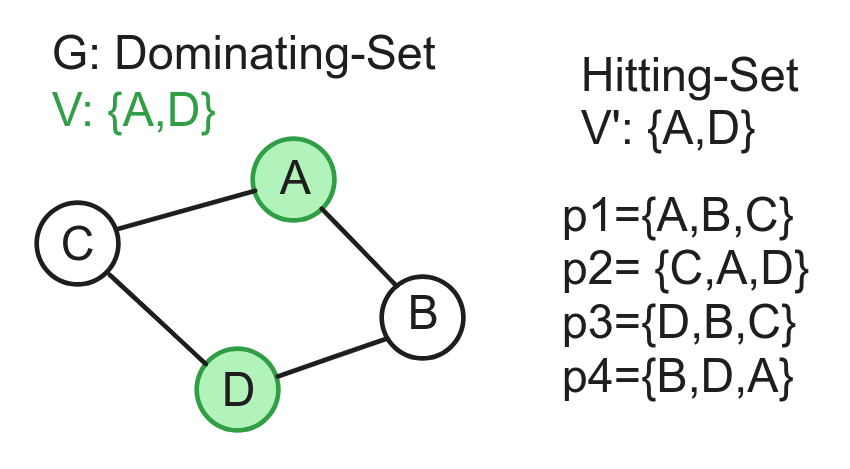 G: Dominating-Set
V: {A,D}
Hitting-Set
V': {A,D}
A
C
B
D
p1={A,B,C}
p2= {C,A,D}
p3={D,B,C}
p4={B,D,A}